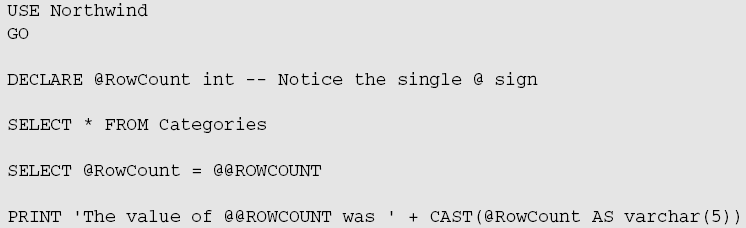 USE Northwind
GO
DECLARE @RowCount int -- Notice the single @ sign
SELECT * FROM Categories
SELECT @RowCount = @@ROWCOUNT
PRINT 'The value of @@ROWCOUNT was ' + CAST(@RowCount AS varchar(5))